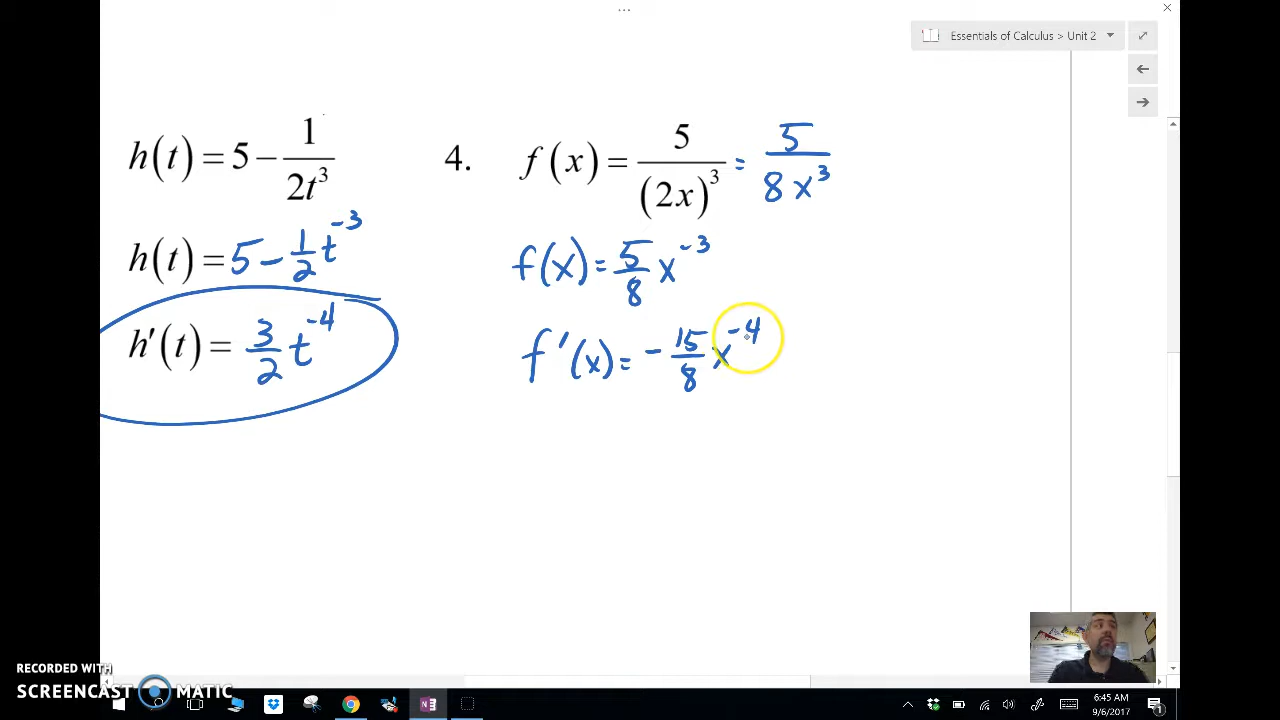 Essentials of Calculus > Unit 2
h(t) = 5 − 1/(2t³)
4. f(x) = 5/(2x)³ = 5/(8x³)
h(t) = 5 − 1/2 t⁻³
f(x) = 5/8 x⁻³
h′(t) = 3/2 t⁻⁴
f′(x) = − 15/8 x⁻⁴
RECORDED WITH
SCREENCAST MATIC
6:45 AM
9/6/2017